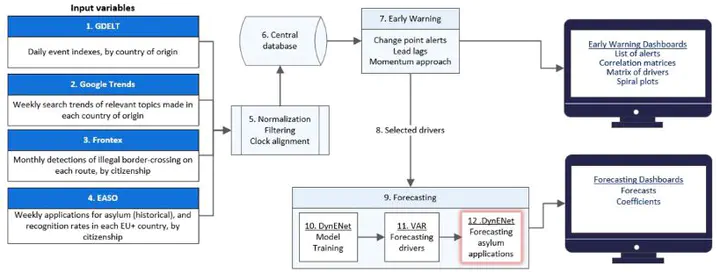 Input variables
1. GDELT
Daily event indexes, by country of origin
2. Google Trends
Weekly search trends of relevant topics made in
each country of origin
3. Frontex
Monthly detections of illegal border-crossing on
each route, by citizenship
4. EASO
Weekly applications for asylum (historical), and
recognition rates in each EU+ country, by
citizenship
5. Normalization
Filtering
Clock alignment
6. Central
database
7. Early Warning
Change point alerts
Lead lags
Momentum approach
8. Selected drivers
9. Forecasting
10. DynENet
Model
Training
11. VAR
Forecasting
drivers
12 .DynENet
Forecasting
asylum
applications
Early Warning Dashboards
List of alerts
Correlation matrices
Matrix of drivers
Spiral plots
Forecasting Dashboards
Forecasts
Coefficients